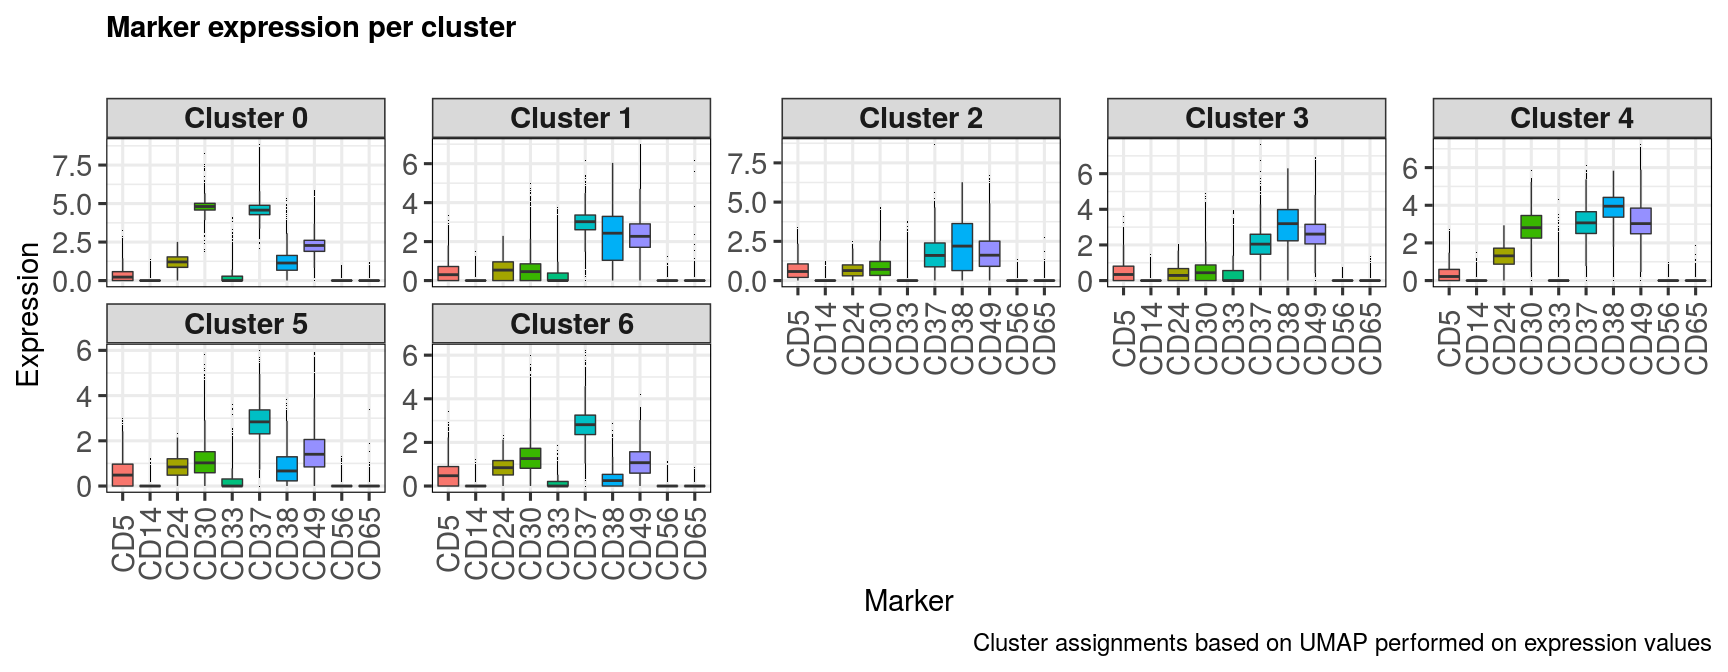 Marker expression per cluster
Cluster 0
Cluster 1
Cluster 2
Cluster 3
Cluster 4
7.5
5.0
2.5
0.0
6
4
2
0
7.5
5.0
2.5
0.0
6
4
2
0
6
4
2
0
CD5 CD14 CD24 CD30 CD33 CD37 CD38 CD49 CD56 CD65
CD5 CD14 CD24 CD30 CD33 CD37 CD38 CD49 CD56 CD65
CD5 CD14 CD24 CD30 CD33 CD37 CD38 CD49 CD56 CD65
Expression
Cluster 5
Cluster 6
6
4
2
0
6
4
2
0
CD5 CD14 CD24 CD30 CD33 CD37 CD38 CD49 CD56 CD65
CD5 CD14 CD24 CD30 CD33 CD37 CD38 CD49 CD56 CD65
Marker
Cluster assignments based on UMAP performed on expression values